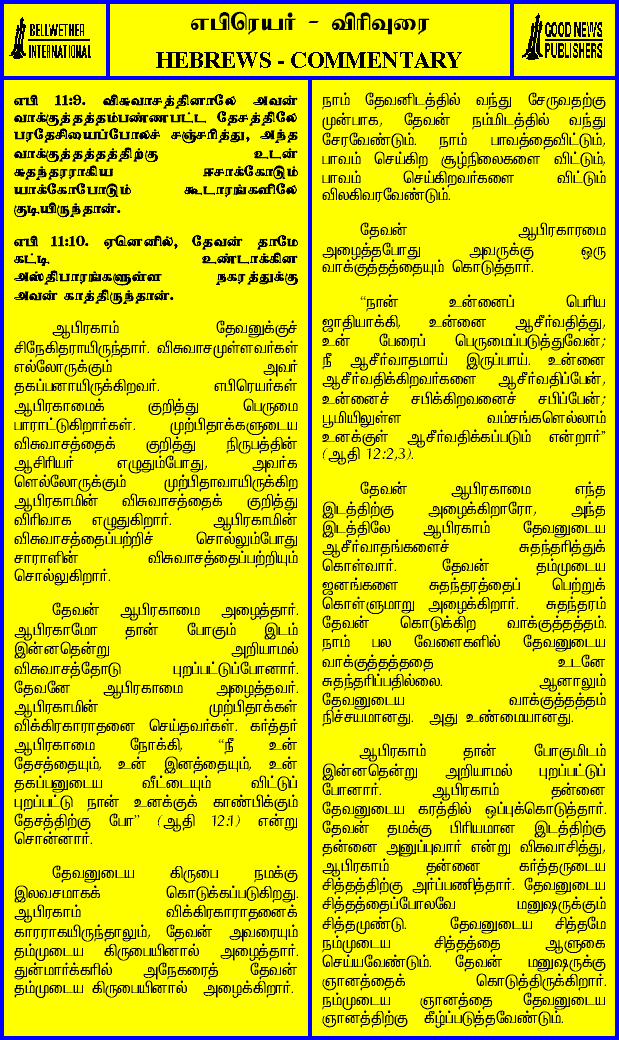 BELLWETHER
INTERNATIONAL
எபிரெயர் - விரிவுரை
HEBREWS - COMMENTARY
GOOD NEWS
PUBLISHERS
எபி 11:9. விசுவாசத்தினாலே அவன்
வாக்குத்தத்தம்பண்ணபட்ட தேசத்திலே
பரதேசியைப்போலச் சஞ்சரித்து, அந்த
வாக்குத்தத்தத்திற்கு உடன்
சுதந்தரராகிய ஈசாக்கோடும்
யாக்கோபோடும் கூடாரங்களிலே
குடியிருந்தான்.
எபி 11:10. ஏனெனில், தேவன் தாமே
கட்டி உண்டாக்கின
அஸ்திபாரங்களுள்ள நகரத்துக்கு
அவன் காத்திருந்தான்.
ஆபிரகாம் தேவனுக்குச்
சிநேகிதராயிருந்தார். விசுவாசமுள்ளவர்கள்
எல்லோருக்கும் அவர்
தகப்பனாயிருக்கிறவர். எபிரெயர்கள்
ஆபிரகாமைக் குறித்து பெருமை
பாராட்டுகிறார்கள். முற்பிதாக்களுடைய
விசுவாசத்தைக் குறித்து நிருபத்தின்
ஆசிரியர் எழுதும்போது, அவர்க
ளெல்லோருக்கும் முற்பிதாவாயிருக்கிற
ஆபிரகாமின் விசுவாசத்தைக் குறித்து
விரிவாக எழுதுகிறார். ஆபிரகாமின்
விசுவாசத்தைப்பற்றிச் சொல்லும்போது
சாராளின் விசுவாசத்தைப்பற்றியும்
சொல்லுகிறார்.
தேவன் ஆபிரகாமை அழைத்தார்.
ஆபிரகாமோ தான் போகும் இடம்
இன்னதென்று அறியாமல்
விசுவாசத்தோடு புறப்பட்டுப்போனார்.
தேவனே ஆபிரகாமை அழைத்தவர்.
ஆபிரகாமின் முற்பிதாக்கள்
விக்கிரகாராதனை செய்தவர்கள். கர்த்தர்
ஆபிரகாமை நோக்கி, “நீ உன்
தேசத்தையும், உன் இனத்தையும், உன்
தகப்பனுடைய வீட்டையும் விட்டுப்
புறப்பட்டு நான் உனக்குக் காண்பிக்கும்
தேசத்திற்கு போ” (ஆதி 12:1) என்று
சொன்னார்.
தேவனுடைய கிருபை நமக்கு
இலவசமாகக் கொடுக்கப்படுகிறது.
ஆபிரகாம் விக்கிரகாராதனைக்
காரராகயிருந்தாலும், தேவன் அவரையும்
தம்முடைய கிருபையினால் அழைத்தார்.
துன்மார்க்கரில் அநேகரைத் தேவன்
தம்முடைய கிருபையினால் அழைக்கிறார்.
நாம் தேவனிடத்தில் வந்து சேருவதற்கு
முன்பாக, தேவன் நம்மிடத்தில் வந்து
சேரவேண்டும். நாம் பாவத்தைவிட்டும்,
பாவம் செய்கிற சூழ்நிலைகளை விட்டும்,
பாவம் செய்கிறவர்களை விட்டும்
விலகிவரவேண்டும்.
தேவன் ஆபிரகாரமை
அழைத்தபோது அவருக்கு ஒரு
வாக்குத்தத்தையும் கொடுத்தார்.
“நான் உன்னைப் பெரிய
ஜாதியாக்கி, உன்னை ஆசீர்வதித்து,
உன் பேரைப் பெருமைப்படுத்துவேன்;
நீ ஆசீர்வாதமாய் இருப்பாய். உன்னை
ஆசீர்வதிக்கிறவர்களை ஆசீர்வதிப்பேன்,
உன்னைச் சபிக்கிறவனைச் சபிப்பேன்;
பூமியிலுள்ள வம்சங்களெல்லாம்
உனக்குள் ஆசீர்வதிக்கப்படும் என்றார்”
(ஆதி 12:2,3).
தேவன் ஆபிரகாமை எந்த
இடத்திற்கு அழைக்கிறாரோ, அந்த
இடத்திலே ஆபிரகாம் தேவனுடைய
ஆசீர்வாதங்களைச் சுதந்தரித்துக்
கொள்வார். தேவன் தம்முடைய
ஜனங்களை சுதந்தரத்தைப் பெற்றுக்
கொள்ளுமாறு அழைக்கிறார். சுதந்தரம்
தேவன் கொடுக்கிற வாக்குத்தத்தம்.
நாம் பல வேளைகளில் தேவனுடைய
வாக்குத்தத்ததை உடனே
சுதந்தரிப்பதில்லை. ஆனாலும்
தேவனுடைய வாக்குத்தத்தம்
நிச்சயமானது. அது உண்மையானது.
ஆபிரகாம் தான் போகுமிடம்
இன்னதென்று அறியாமல் புறப்பட்டுப்
போனார். ஆபிரகாம் தன்னை
தேவனுடைய கரத்தில் ஒப்புக்கொடுத்தார்.
தேவன் தமக்கு பிரியமான இடத்திற்கு
தன்னை அனுப்புவார் என்று விசுவாசித்து,
ஆபிரகாம் தன்னை கர்த்தருடைய
சித்தத்திற்கு அர்ப்பணித்தார். தேவனுடைய
சித்தத்தைப்போலவே மனுஷருக்கும்
சித்தமுண்டு. தேவனுடைய சித்தமே
நம்முடைய சித்தத்தை ஆளுகை
செய்யவேண்டும். தேவன் மனுஷருக்கு
ஞானத்தைக் கொடுத்திருக்கிறார்.
நம்முடைய ஞானத்தை தேவனுடைய
ஞானத்திற்கு கீழ்ப்படுத்தவேண்டும்.